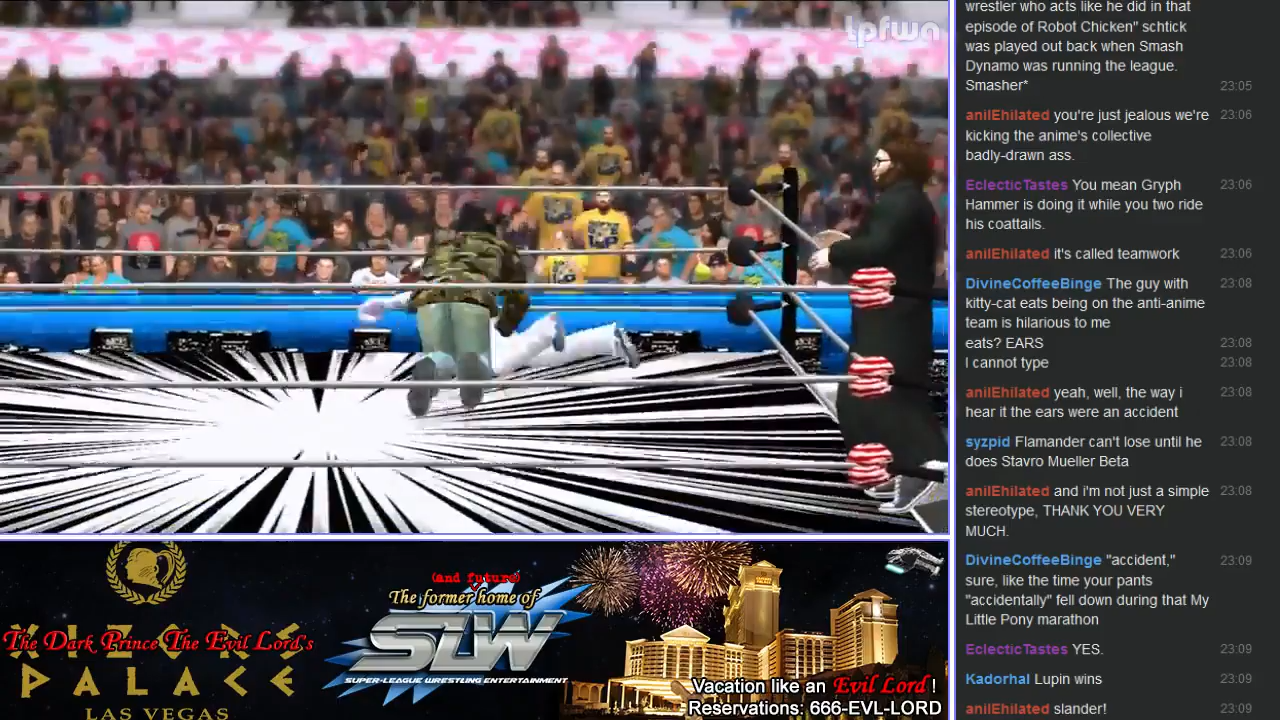 lpfwa
wrestler who acts like he did in that
episode of Robot Chicken" schtick
was played out back when Smash
Dynamo was running the league.
Smasher* 23:05
anilEhilated you're just jealous we're 23:06
kicking the anime's collective
badly-drawn ass.
EclecticTastes You mean Gryph 23:06
Hammer is doing it while you two ride
his coattails.
anilEhilated it's called teamwork 23:06
DivineCoffeeBinge The guy with 23:08
kitty-cat eats being on the anti-anime
team is hilarious to me
eats? EARS 23:08
I cannot type 23:08
anilEhilated yeah, well, the way i 23:08
hear it the ears were an accident
syzpid Flamander can't lose until he 23:08
does Stavro Mueller Beta
anilEhilated and i'm not just a simple 23:08
stereotype, THANK YOU VERY
MUCH.
DivineCoffeeBinge "accident," 23:09
sure, like the time your pants
"accidentally" fell down during that My
Little Pony marathon
EclecticTastes YES. 23:09
Kadorhal Lupin wins 23:09
anilEhilated slander! 23:09
The Dark Prince The Evil Lord's
PALACE
LAS VEGAS
(and future)
The former home of
SLW
SUPER-LEAGUE WRESTLING ENTERTAINMENT
Vacation like an Evil Lord !
Reservations: 666-EVL-LORD